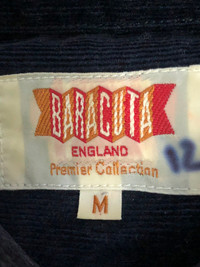 BARACUTA
ENGLAND
Premier Collection
12
M